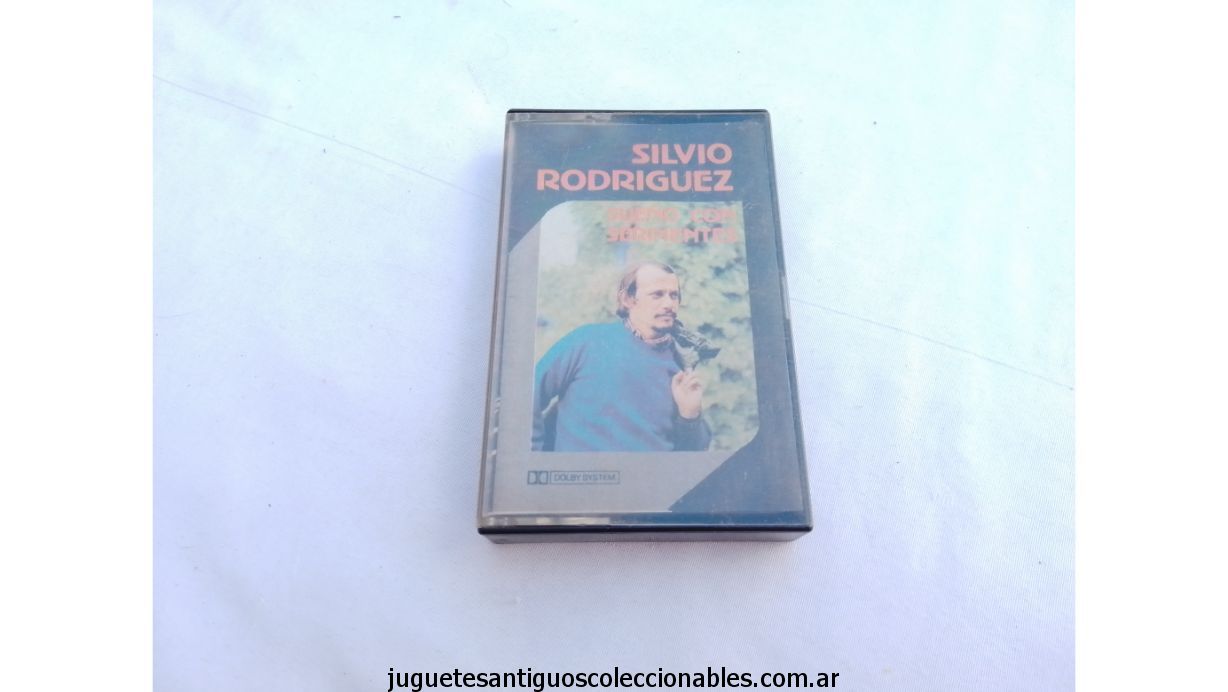 SILVIO
RODRIGUEZ
SUEÑO CON
SERPIENTES
DOLBY SYSTEM
juguetesantiguoscoleccionables.com.ar